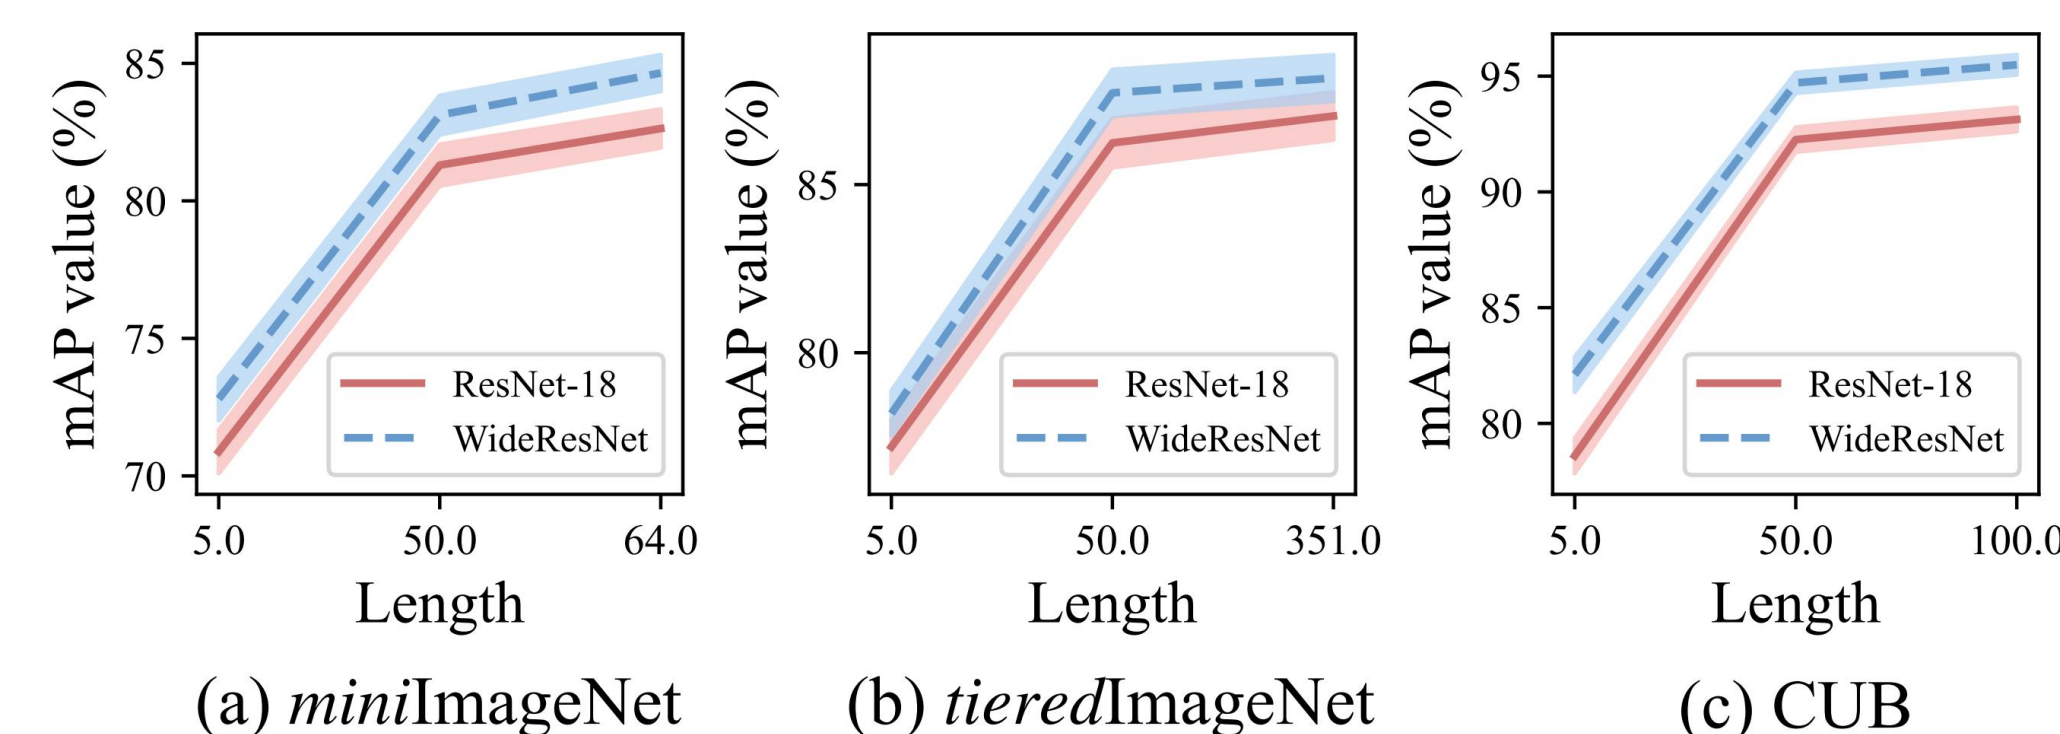 mAP value (%)
85
80
75
70
ResNet-18
WideResNet
5.0 50.0 64.0
Length
(a) miniImageNet
mAP value (%)
85
80
ResNet-18
WideResNet
5.0 50.0 351.0
Length
(b) tieredImageNet
mAP value (%)
95
90
85
80
ResNet-18
WideResNet
5.0 50.0 100.0
Length
(c) CUB